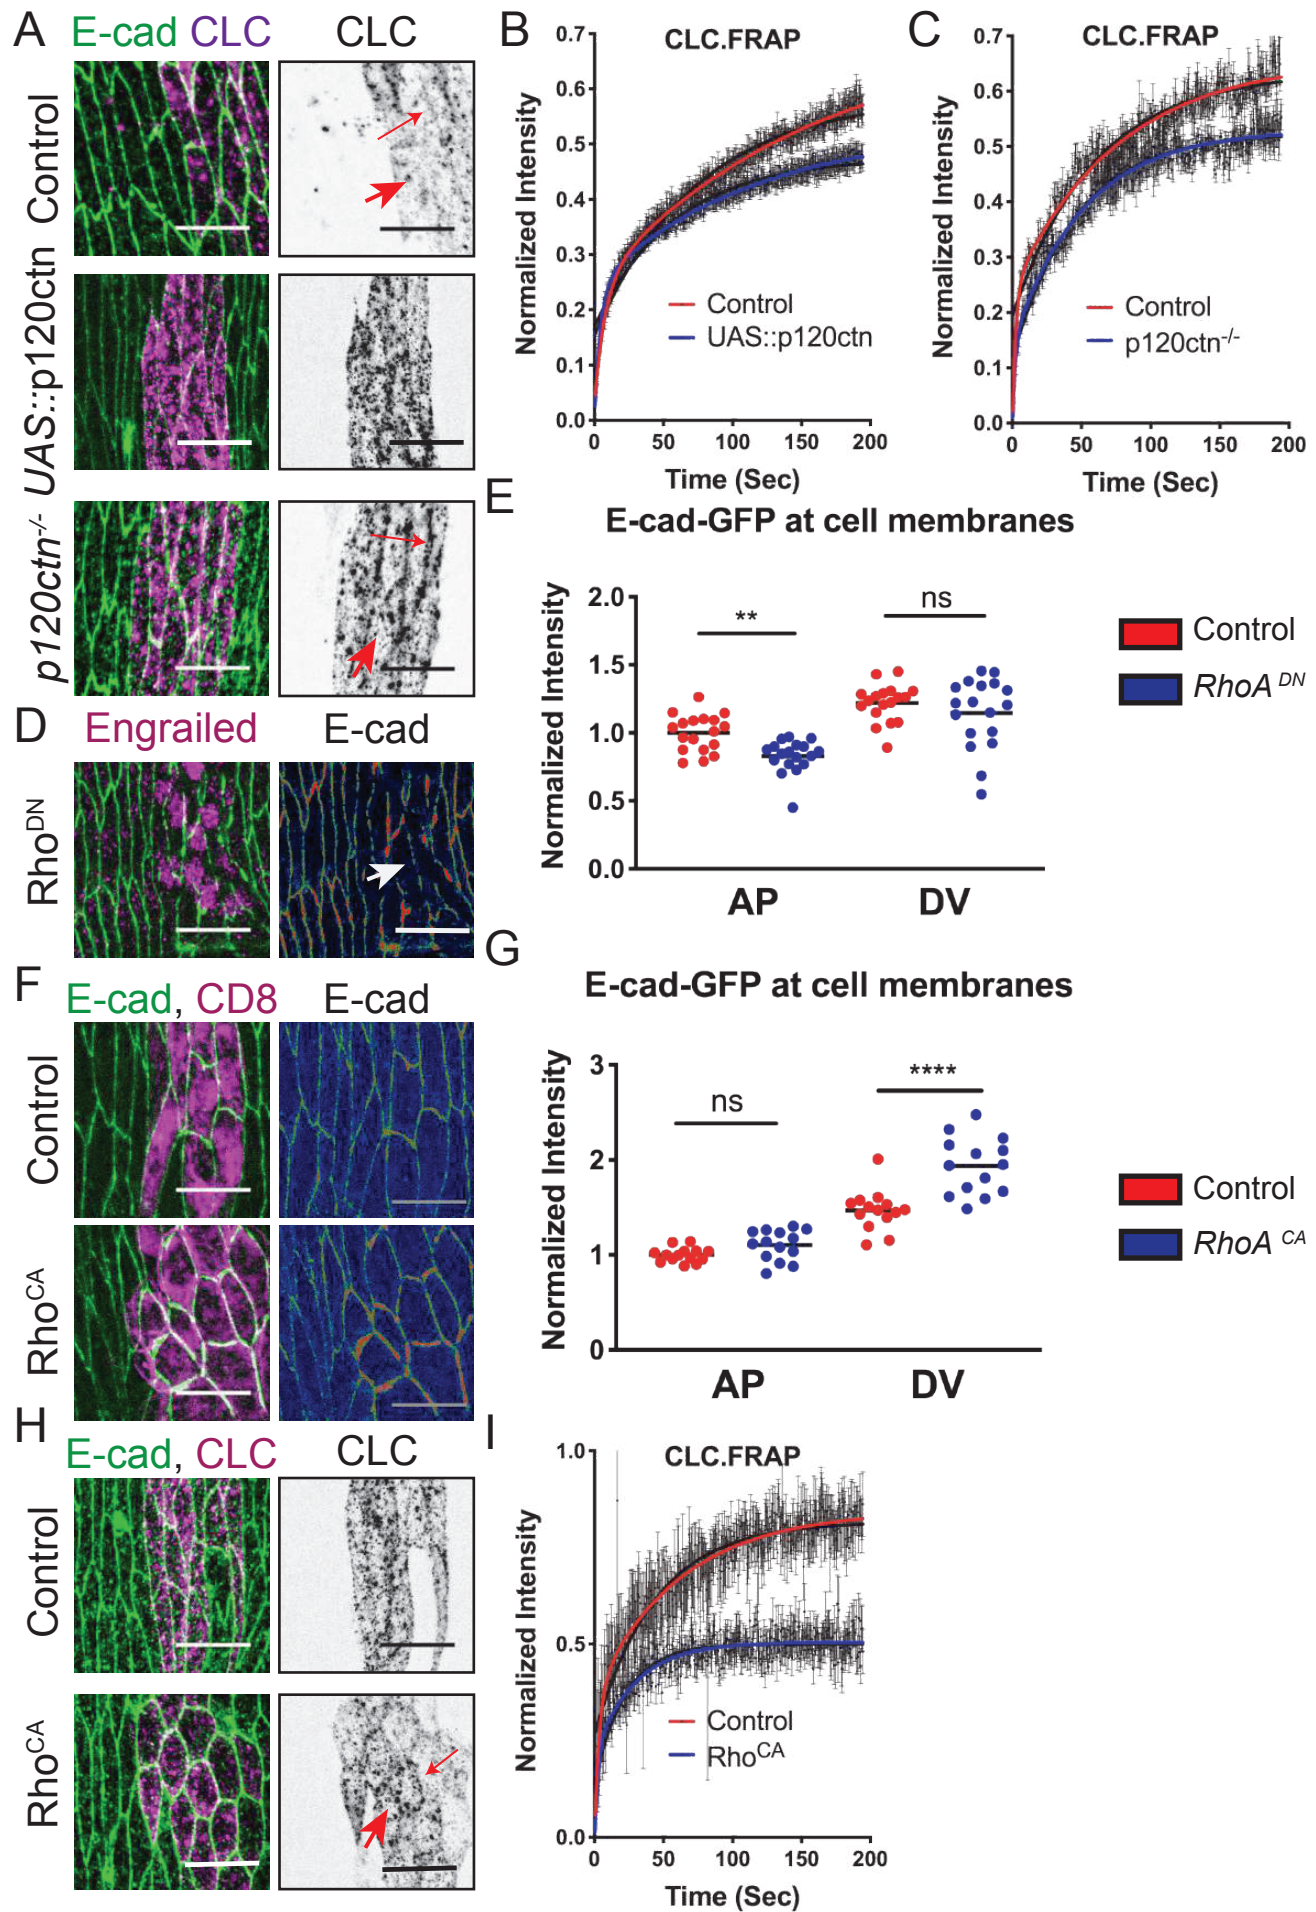 A
E-cad CLC
CLC
Control
UAS::p120ctn
p120ctn-/-
B
CLC.FRAP
Normalized Intensity
0.7
0.6
0.5
0.4
0.3
0.2
0.1
0.0
Control
UAS::p120ctn
0 50 100 150 200
Time (Sec)
C
CLC.FRAP
Normalized Intensity
0.7
0.6
0.5
0.4
0.3
0.2
0.1
0.0
Control
p120ctn-/-
0 50 100 150 200
Time (Sec)
D
Engrailed
E-cad
RhoDN
E
E-cad-GFP at cell membranes
Normalized Intensity
2.0
1.5
1.0
0.5
0.0
**
ns
AP DV
Control
RhoA DN
F
E-cad, CD8
E-cad
Control
RhoCA
G
E-cad-GFP at cell membranes
Normalized Intensity
3
2
1
0
ns
****
AP DV
Control
RhoA CA
H
E-cad, CLC
CLC
Control
RhoCA
I
CLC.FRAP
Normalized Intensity
1.0
0.5
0.0
Control
RhoCA
0 50 100 150 200
Time (Sec)